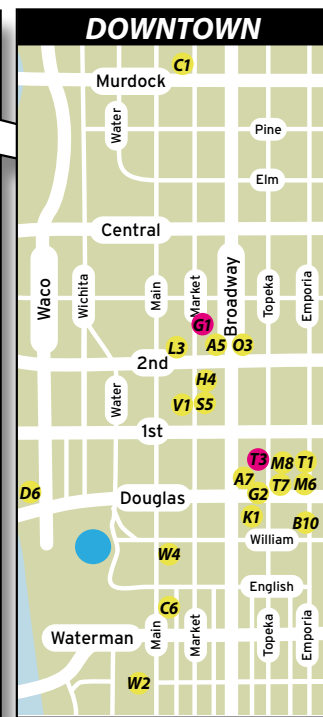 DOWNTOWN
C1
Murdock
Water
Pine
Elm
Central
Waco
Wichita
Main
Market
Broadway
Topeka
Emporia
G1
L3
A5
O3
2nd
H4
Water
V1
S5
1st
T3
M8
T1
D6
A7
T7
M6
Douglas
G2
K1
B10
William
W4
English
C6
Main
Market
Topeka
Emporia
Waterman
W2